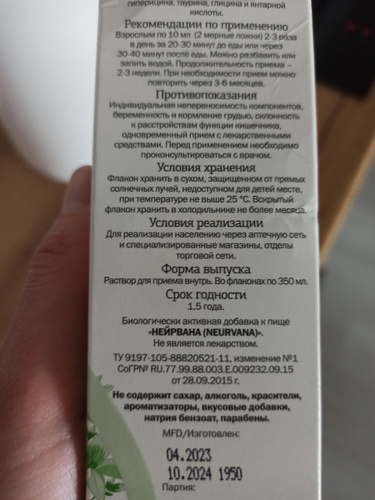 гиперицина, таурина, глицина и янтарной
кислоты.
Рекомендации по применению
Взрослым по 10 мл (2 мерные ложки) 2-3 раза
в день за 20-30 минут до еды или через
30-40 минут после еды. Можно разбавить или
запить водой. Продолжительность приема –
2-3 недели. При необходимости прием можно
повторить через 3-6 месяцев.
Противопоказания
Индивидуальная непереносимость компонентов,
беременность и кормление грудью, склонность
к расстройствам функции кишечника,
одновременный прием с лекарственными
средствами. Перед применением необходимо
проконсультироваться с врачом.
Условия хранения
Флакон хранить в сухом, защищенном от прямых
солнечных лучей, недоступном для детей месте,
при температуре не выше 25 °С. Вскрытый
флакон хранить в холодильнике не более месяца.
Условия реализации
Для реализации населению через аптечную сеть
и специализированные магазины, отделы
торговой сети.
Форма выпуска
Раствор для приема внутрь. Во флаконах по 350 мл.
Срок годности
1,5 года.
Биологически активная добавка к пище
«НЕЙРВАНА (NEURVANA)».
Не является лекарством.
ТУ 9197-105-88820521-11, изменение №1
СоГР№ RU.77.99.88.003.Е.009232.09.15
от 28.09.2015 г.
Не содержит сахар, алкоголь, красители,
ароматизаторы, вкусовые добавки,
натрия бензоат, парабены.
MFD/Изготовлен:
04.2023
10.2024 1950
Партия: